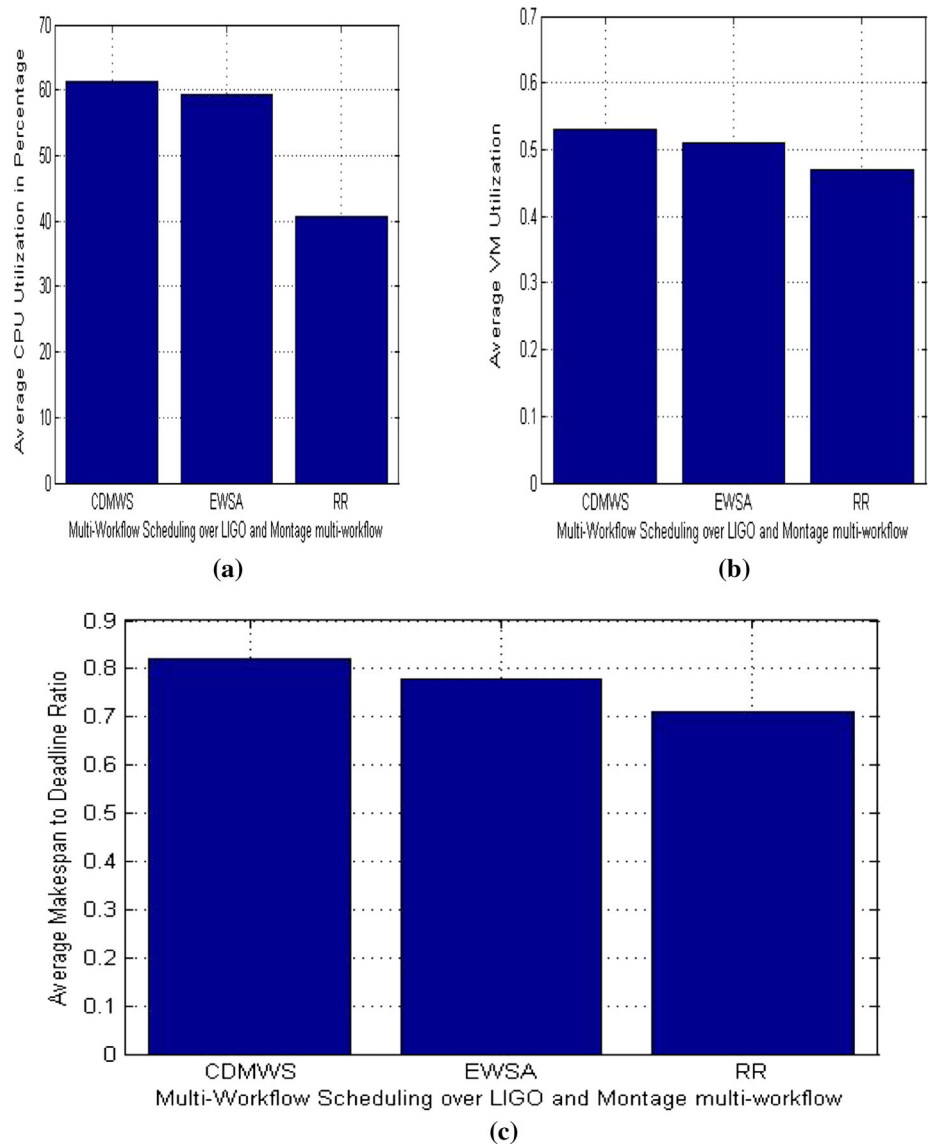 Average CPU Utilization in Percentage
70
60
50
40
30
20
10
0
CDMWS EWSA RR
Multi-Workflow Scheduling over LIGO and Montage multi-workflow
(a)
Average VM Utilization
0.7
0.6
0.5
0.4
0.3
0.2
0.1
0
CDMWS EWSA RR
Multi-Workflow Scheduling over LIGO and Montage multi-workflow
(b)
Average Makespan to Deadline Ratio
0.9
0.8
0.7
0.6
0.5
0.4
0.3
0.2
0.1
0
CDMWS EWSA RR
Multi-Workflow Scheduling over LIGO and Montage multi-workflow
(c)